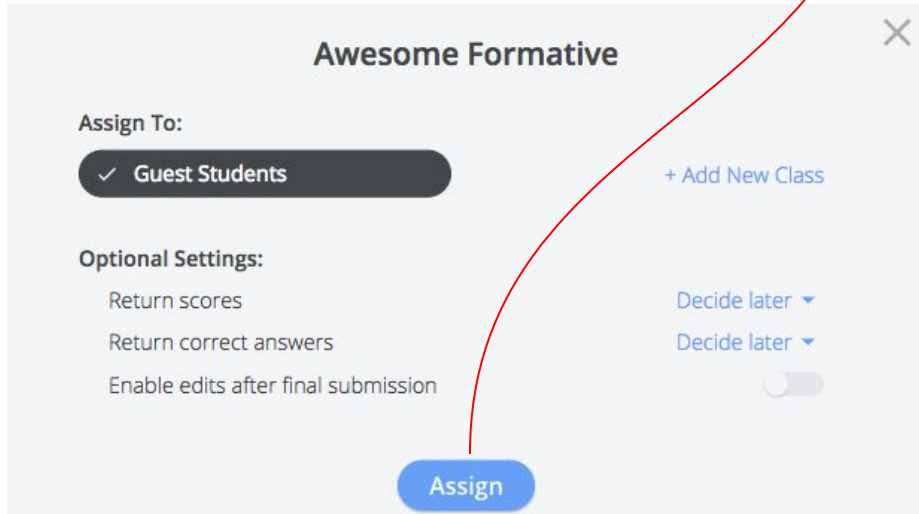 Awesome Formative
Assign To:
Guest Students
+ Add New Class
Optional Settings:
Return scores Decide later
Return correct answers Decide later
Enable edits after final submission
Assign